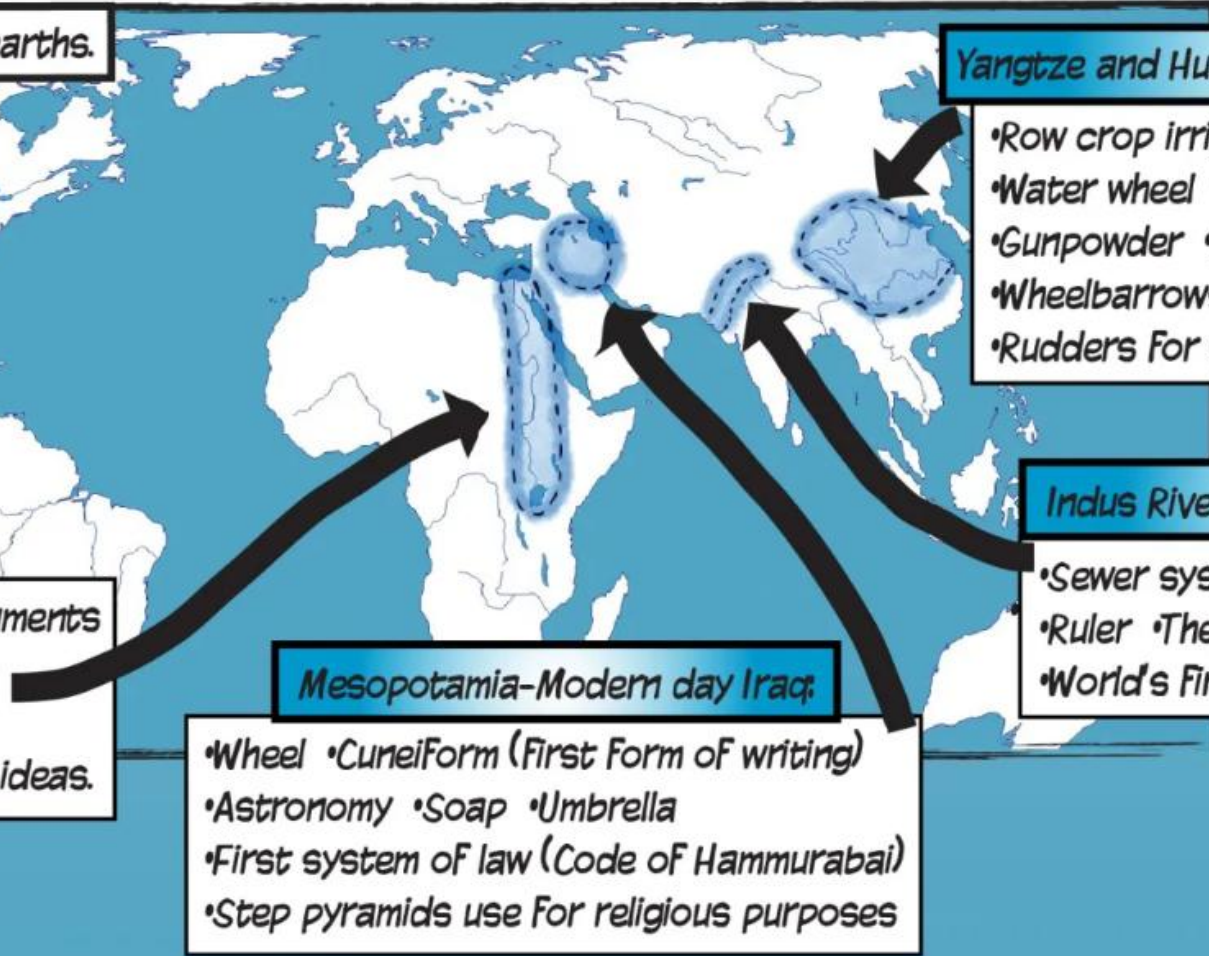 arths.
Yangtze and Hu
•Row crop irri
•Water wheel
•Gunpowder •
•Wheelbarrow
•Rudders For
Indus Rive
•Sewer sys
•Ruler •The
•World's Fir
uments
ideas.
Mesopotamia-Modern day Iraq:
•Wheel •Cuneiform (First Form oF writing)
•Astronomy •Soap •Umbrella
•First system oF law (Code oF Hammurabai)
•Step pyramids use For religious purposes